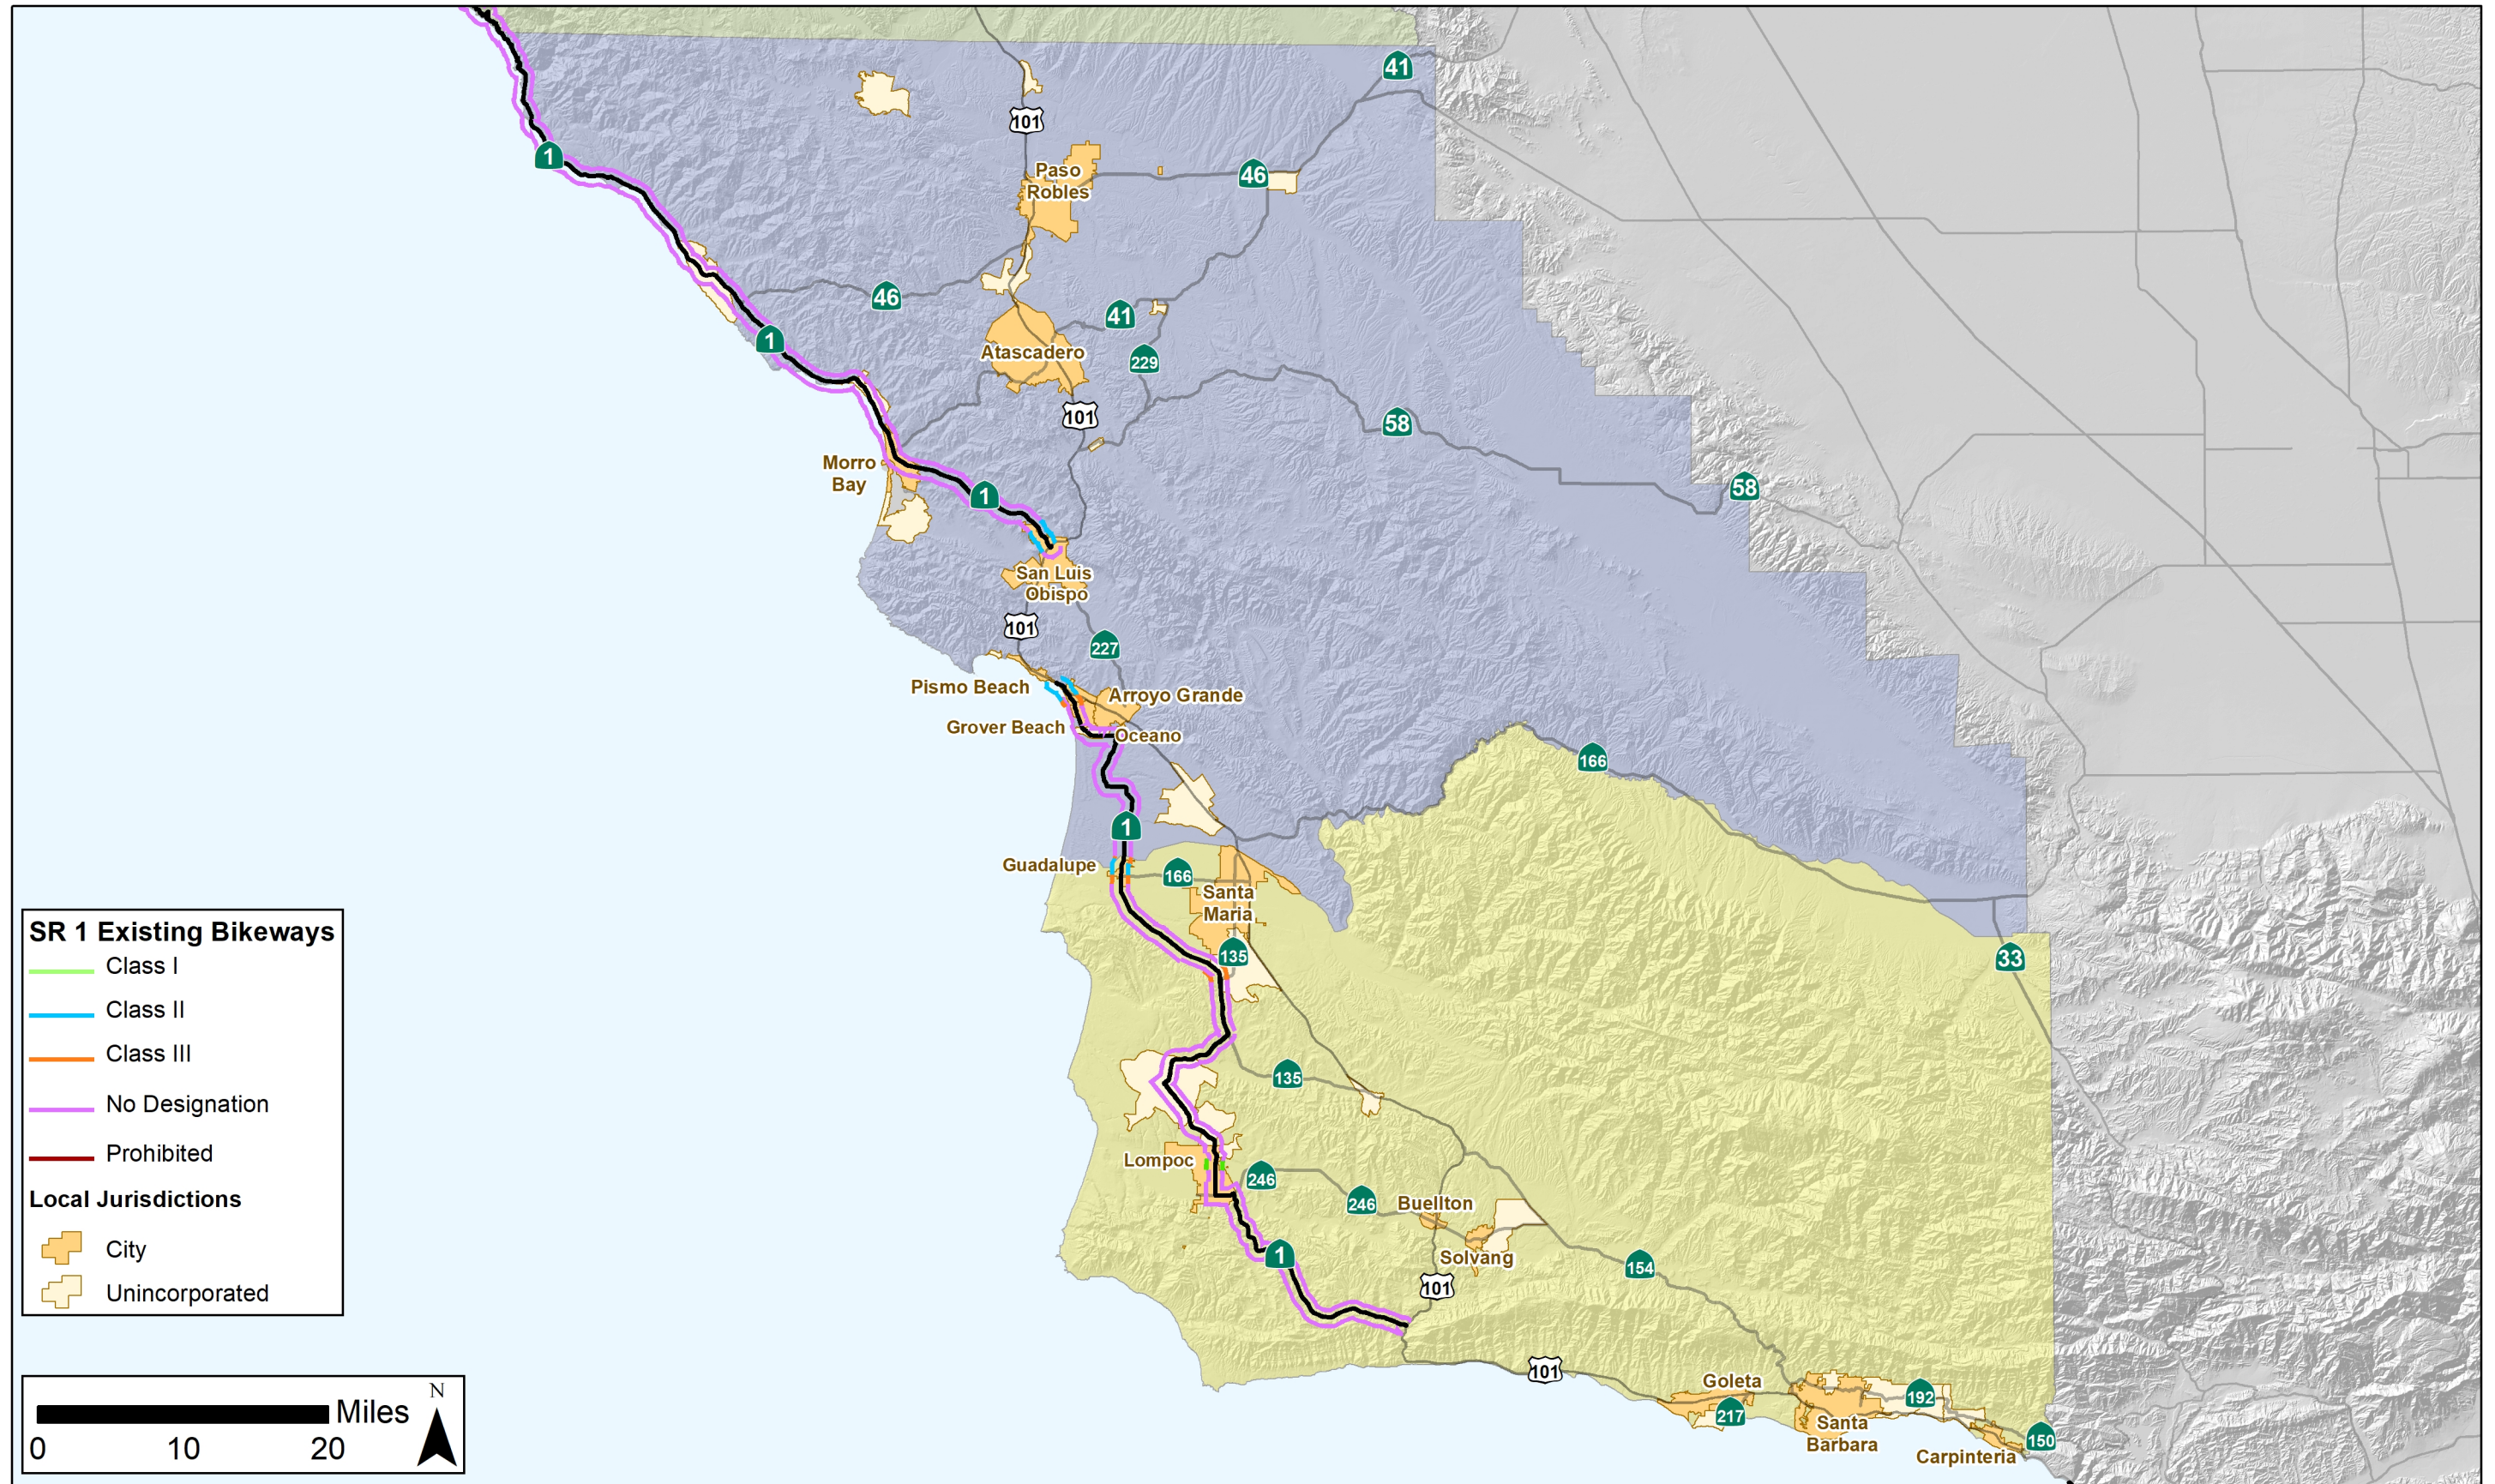 41
1
101
Paso
Robles
46
46
1
41
Atascadero
229
101
58
Morro
Bay
1
58
San Luis
Obispo
101
227
Pismo Beach
Arroyo Grande
Grover Beach
Oceano
166
1
Guadalupe
166
Santa
Maria
135
33
135
Lompoc
246
246
Buellton
Solvang
1
154
101
101
Goleta
217
192
Santa
Barbara
150
Carpinteria
SR 1 Existing Bikeways
Class I
Class II
Class III
No Designation
Prohibited
Local Jurisdictions
City
Unincorporated
Miles
N
0 10 20